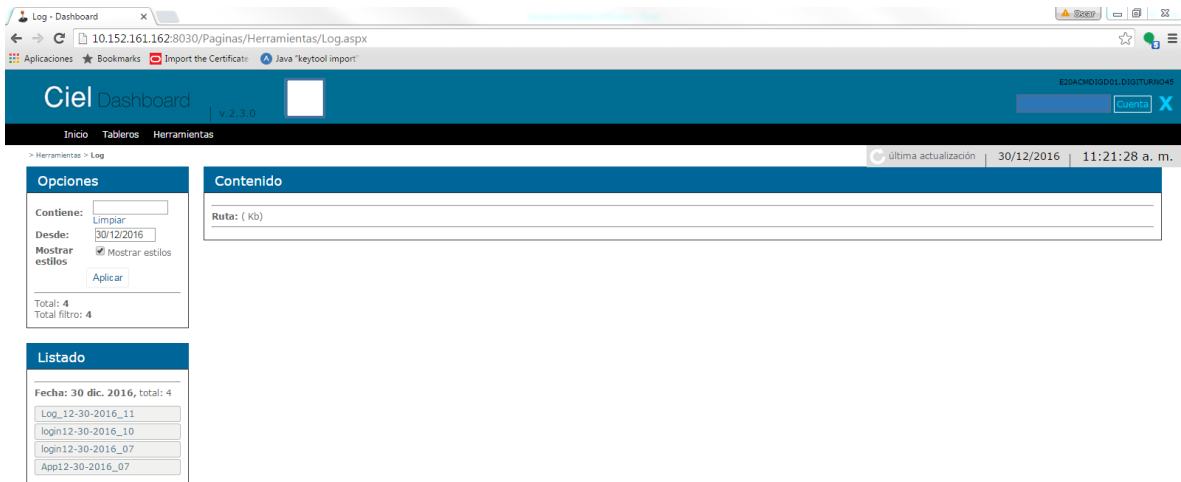 Log - Dashboard
Oscar
10.152.161.162:8030/Paginas/Herramientas/Log.aspx
Aplicaciones Bookmarks Import the Certificate Java "keytool import"
Ciel Dashboard v.2.3.0
E20ACMDIGD01.DIGITURNO45
Cuenta X
Inicio Tableros Herramientas
> Herramientas > Log
última actualización 30/12/2016 11:21:28 a. m.
Opciones
Contiene:
Limpiar
Desde: 30/12/2016
Mostrar estilos Mostrar estilos
Aplicar
Total: 4
Total filtro: 4
Contenido
Ruta: ( Kb)
Listado
Fecha: 30 dic. 2016, total: 4
Log_12-30-2016_11
login12-30-2016_10
login12-30-2016_07
App12-30-2016_07